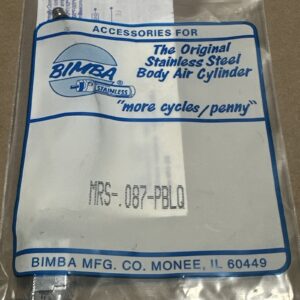 ACCESSORIES FOR
BIMBA®
STAINLESS
The Original
Stainless Steel
Body Air Cylinder
"more cycles/penny"
MRS-.087-PBLQ
BIMBA MFG. CO. MONEE, IL 60449